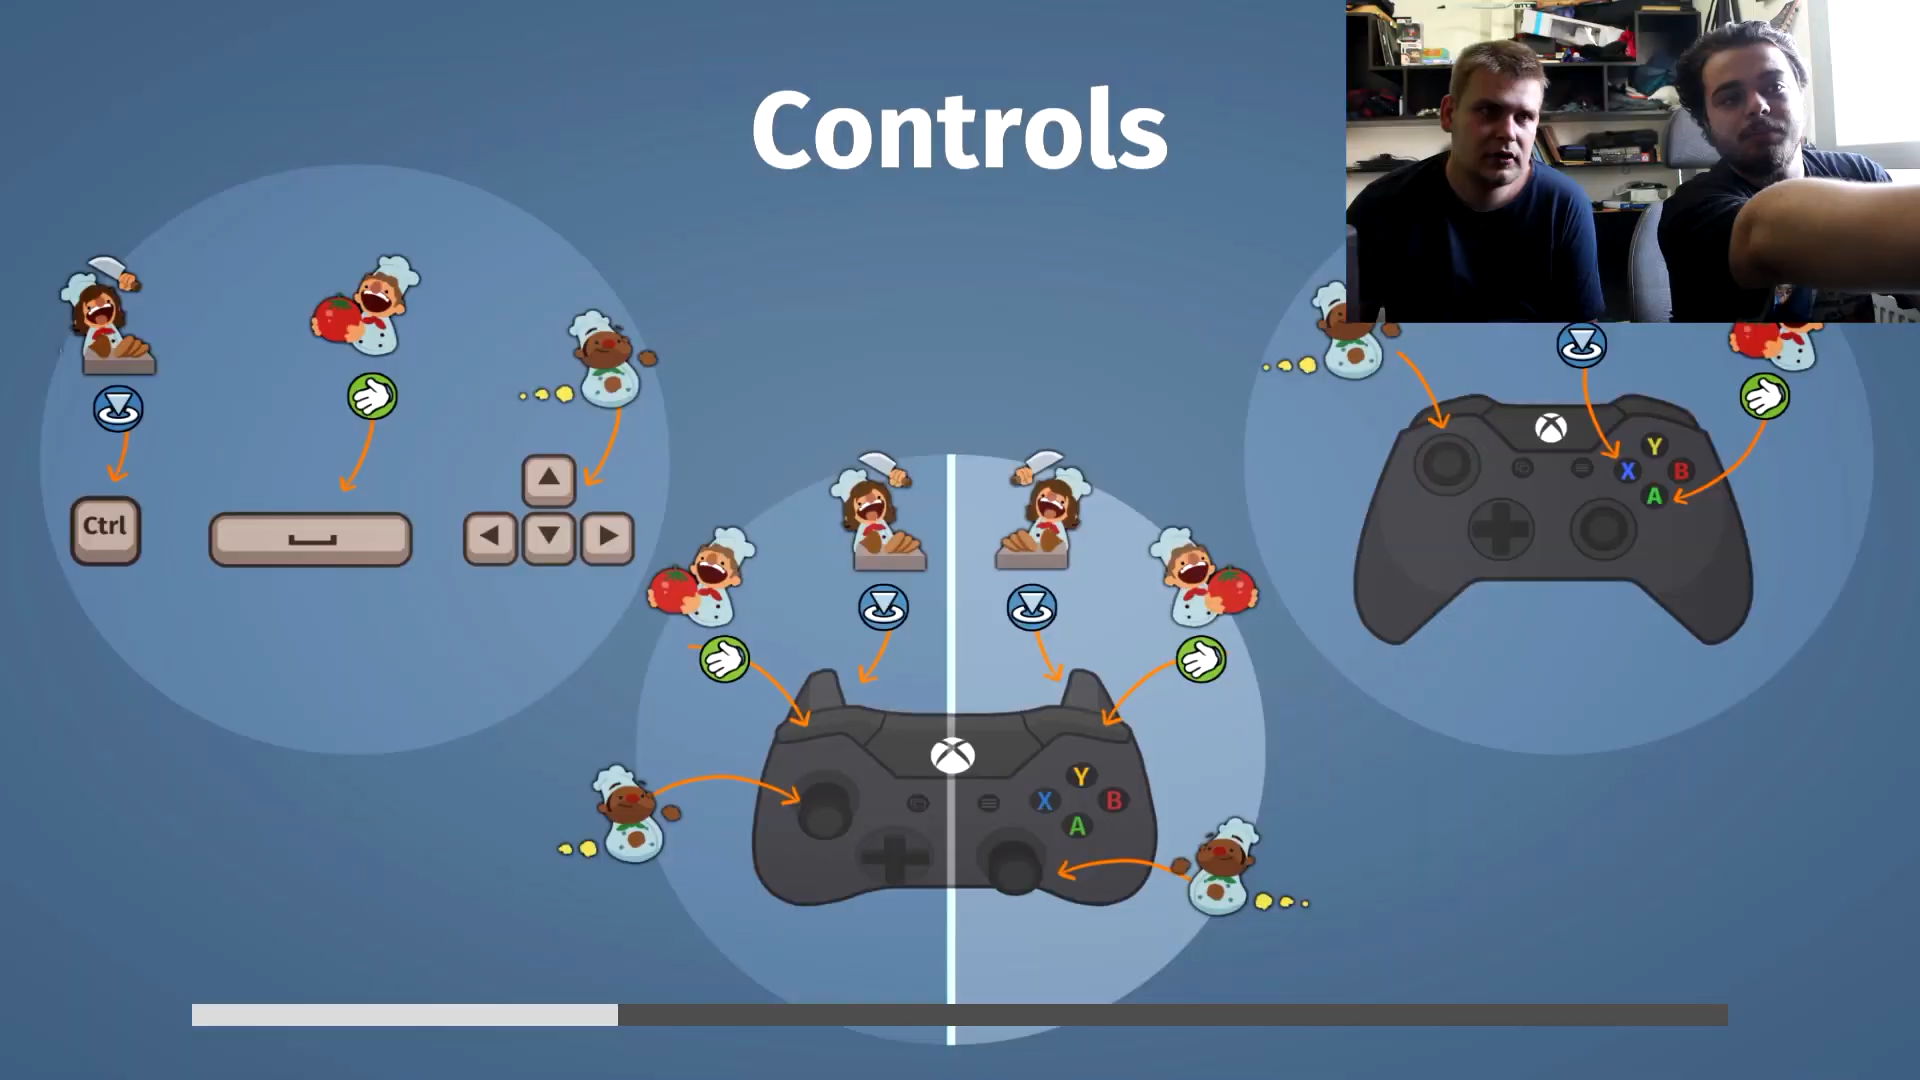 Controls
Ctrl
Y
X B
A
Y
X B
A